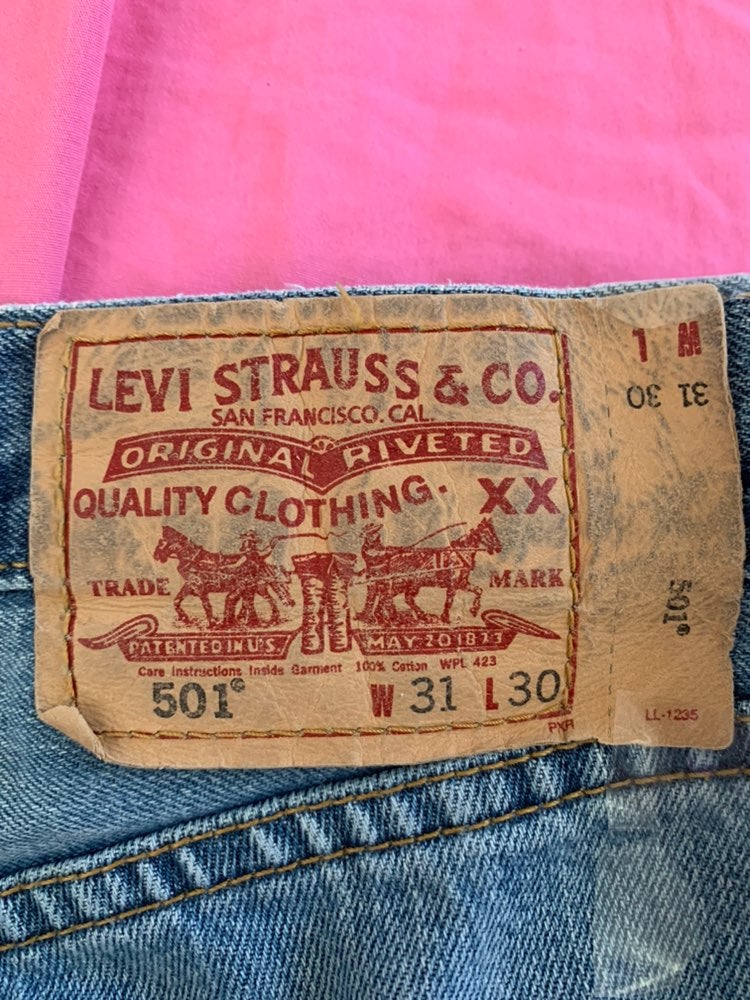 LEVI STRAUSS & CO.
SAN FRANCISCO. CAL.
ORIGINAL RIVETED
QUALITY CLOTHING. XX
TRADE MARK
PATENTED IN U.S. MAY 20 1873
Care Instructions Inside Garment 100% Cotton WPL 423
501® W 31 L 30
PXR
1 M
31 30
501®
LL-1235